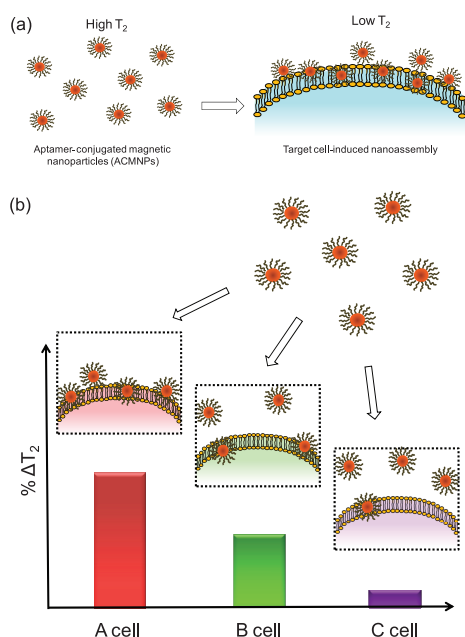 (a)
High T₂
Low T₂
Aptamer-conjugated magnetic
nanoparticles (ACMNPs)
Target cell-induced nanoassembly
(b)
% ΔT₂
A cell
B cell
C cell